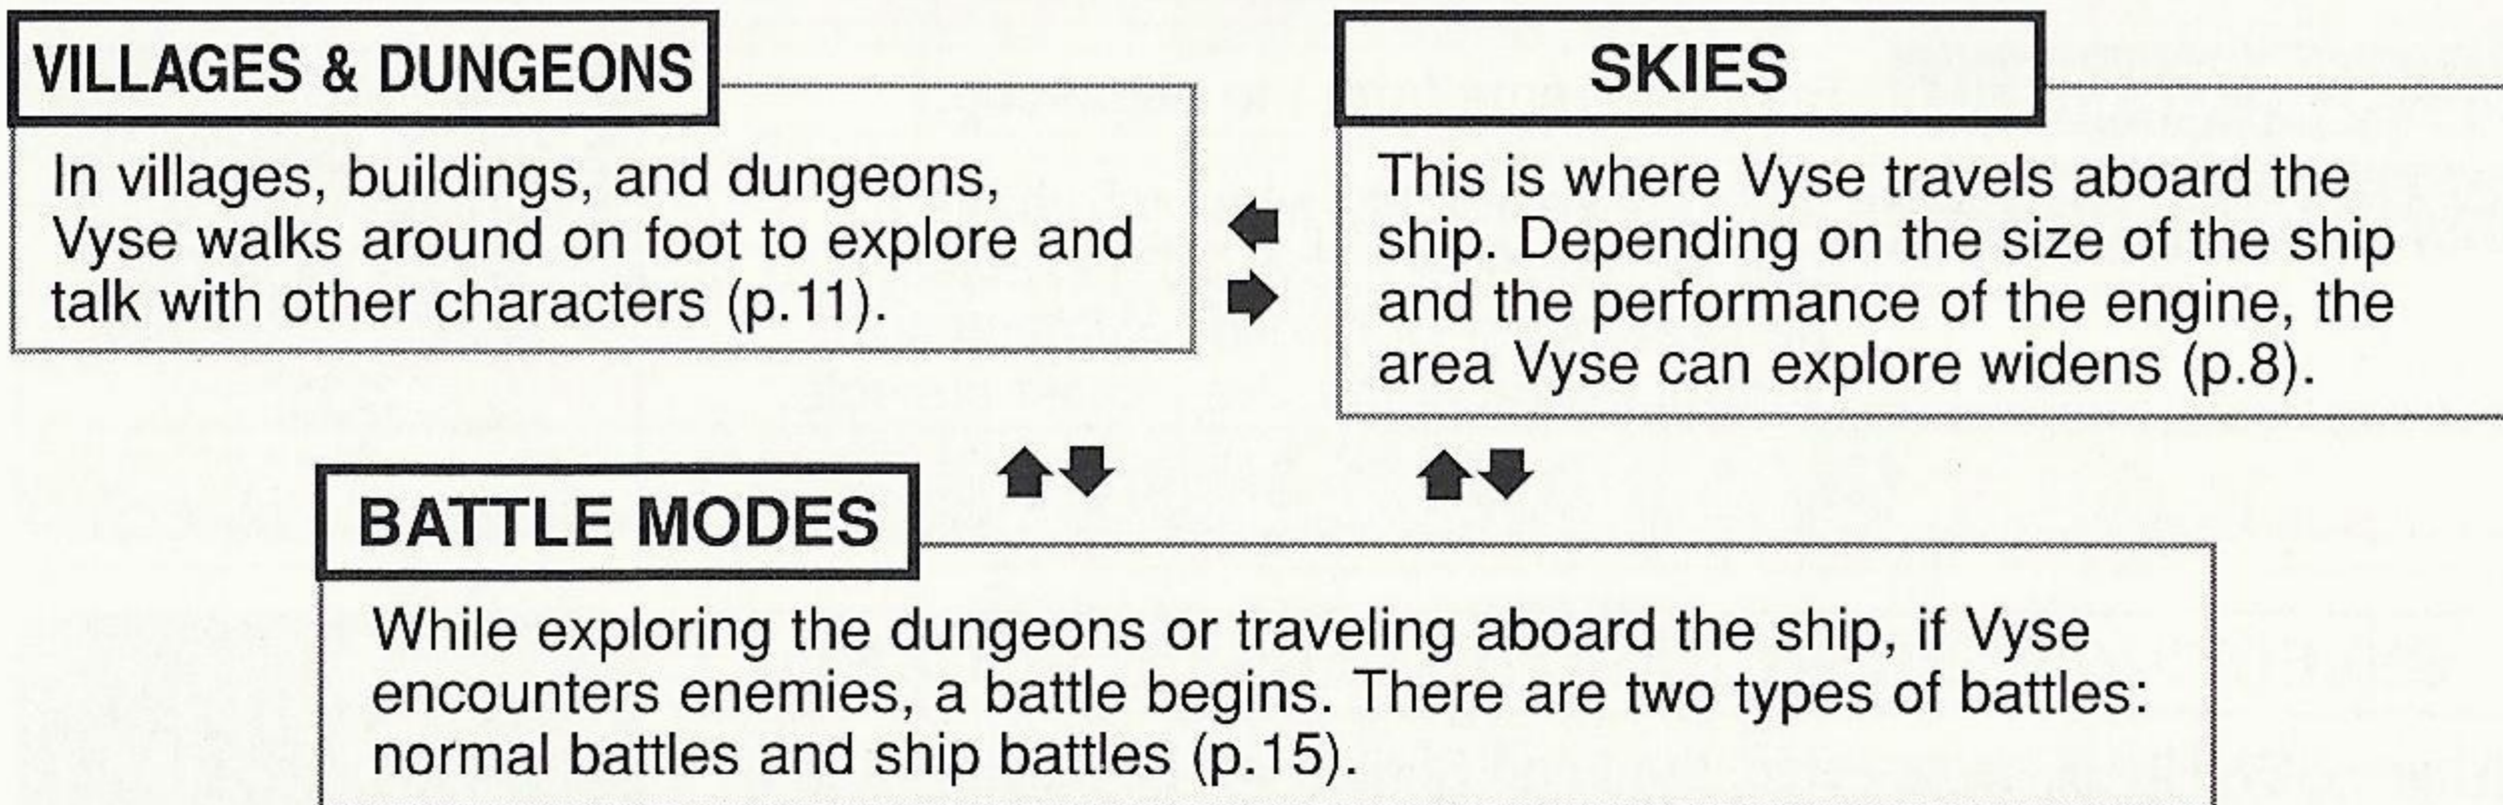 VILLAGES & DUNGEONS
In villages, buildings, and dungeons,
Vyse walks around on foot to explore and
talk with other characters (p.11).
SKIES
This is where Vyse travels aboard the
ship. Depending on the size of the ship
and the performance of the engine, the
area Vyse can explore widens (p.8).
BATTLE MODES
While exploring the dungeons or traveling aboard the ship, if Vyse
encounters enemies, a battle begins. There are two types of battles:
normal battles and ship battles (p.15).